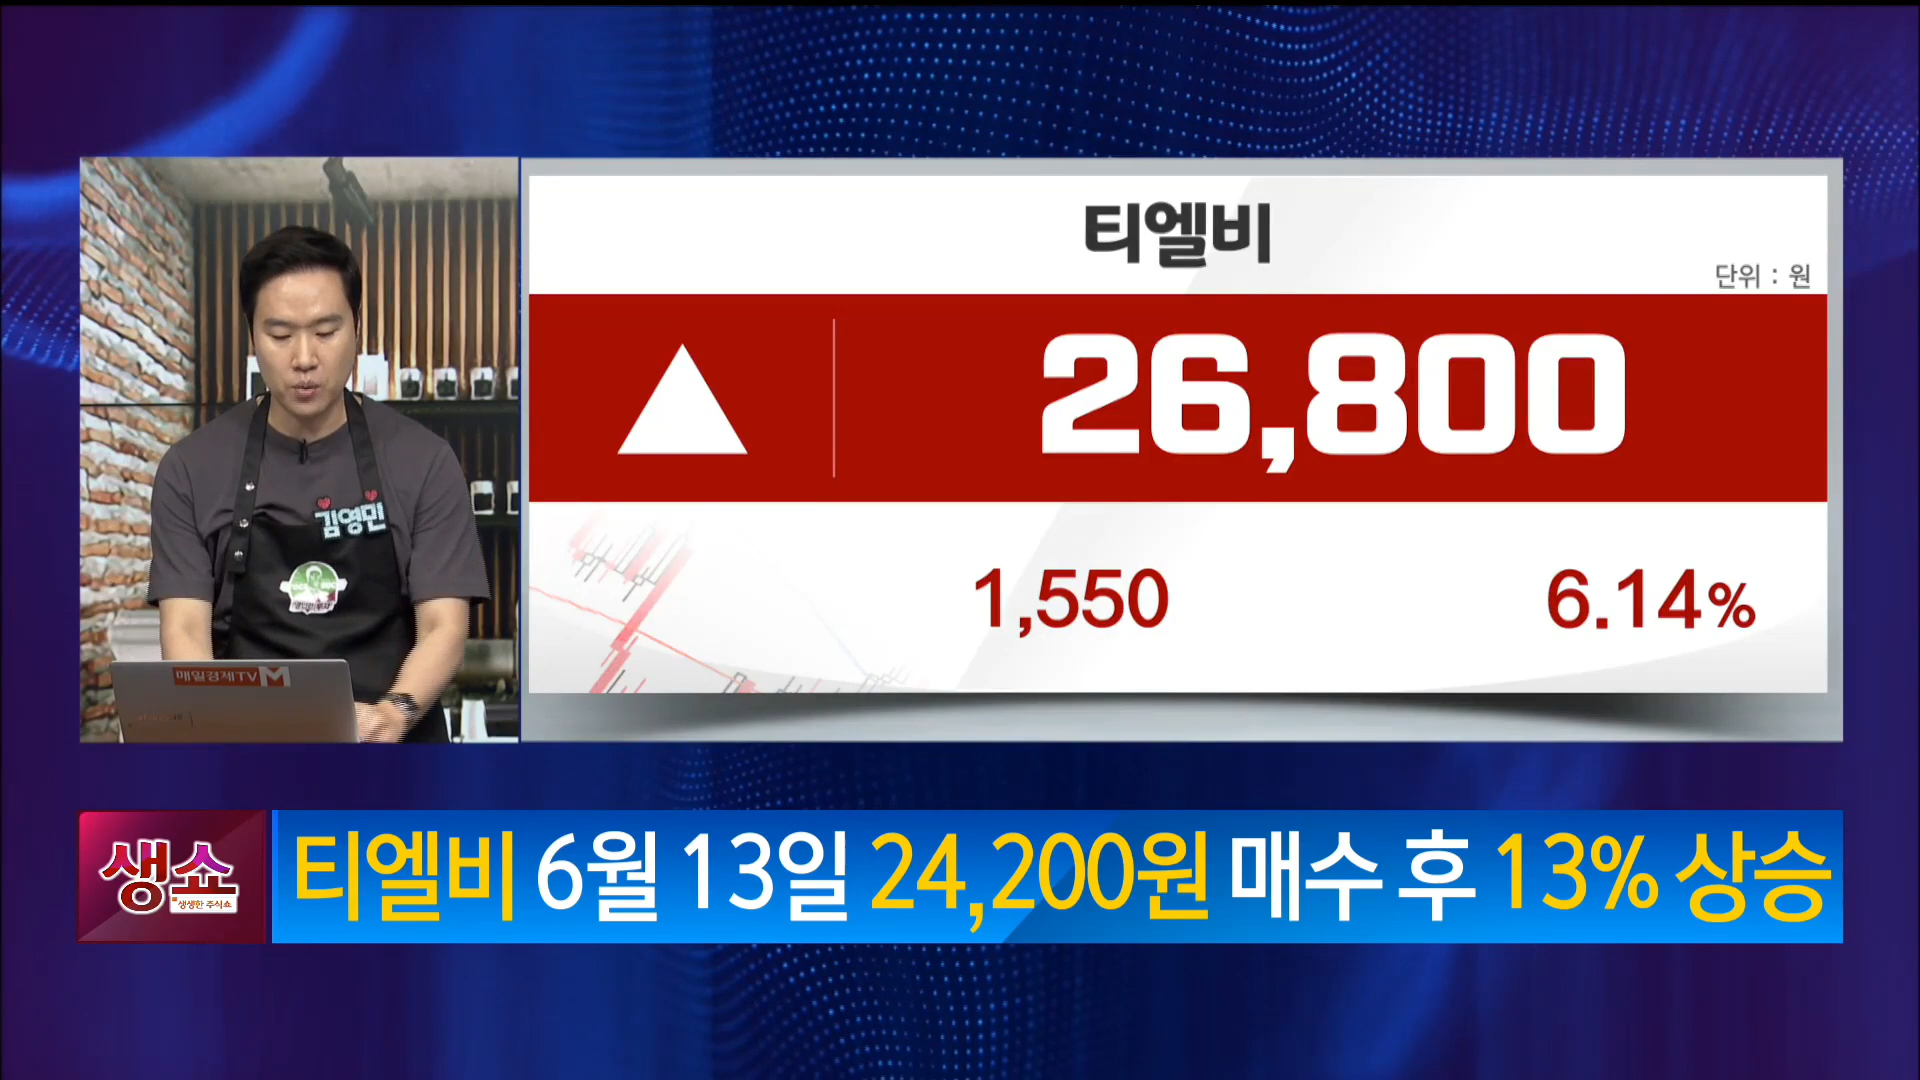 티엘비
단위 : 원
▲ 26,800
1,550 6.14%
김영민
매일경제TV M
생쇼
생생한 주식쇼
티엘비 6월 13일 24,200원 매수 후 13% 상승